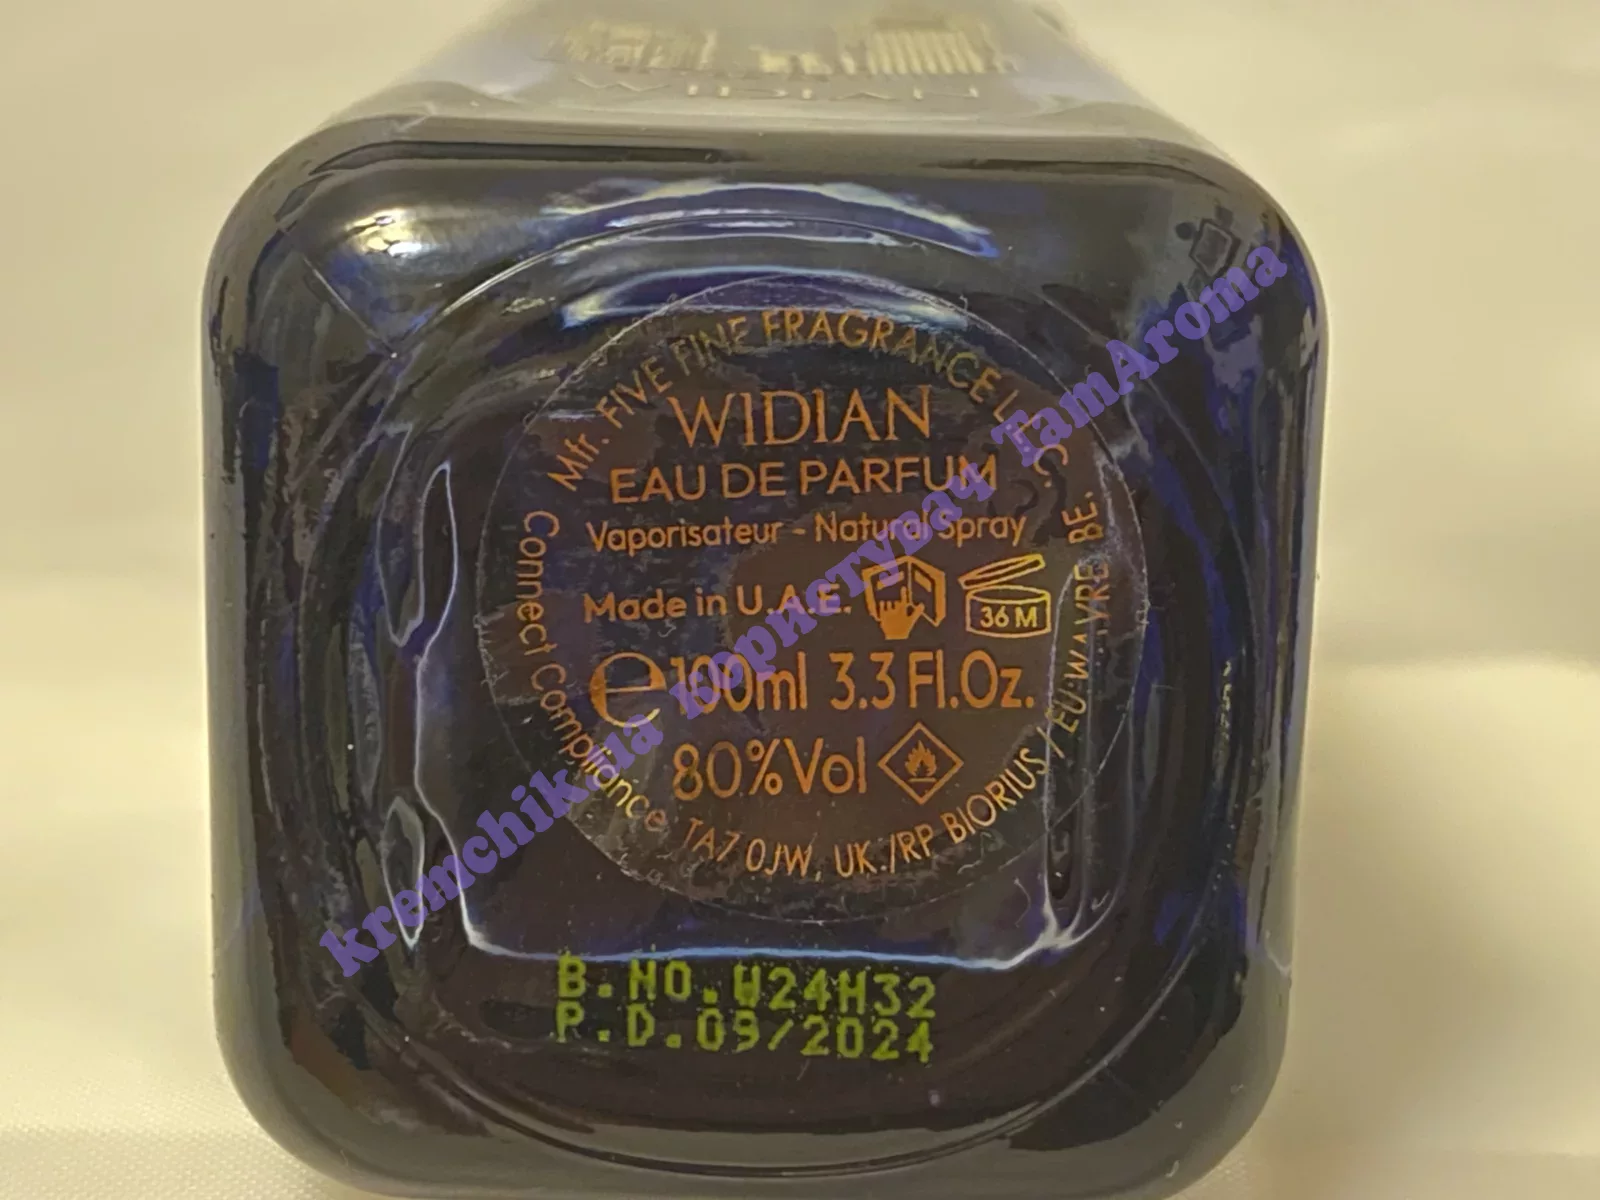 WIDIAN
Mfr. FIVE FINE FRAGRANCE L.L.C.
WIDIAN
EAU DE PARFUM
Vaporisateur - Natural Spray
Made in U.A.E.
36 M
e 100ml 3.3 Fl.Oz.
80%Vol
Connect Compliance TA7 0JW, UK./RP BIORIUS / EU WAVRE BE.
B.NO.W24H32
P.D.09/2024
kremchik.ua користувач TamAroma